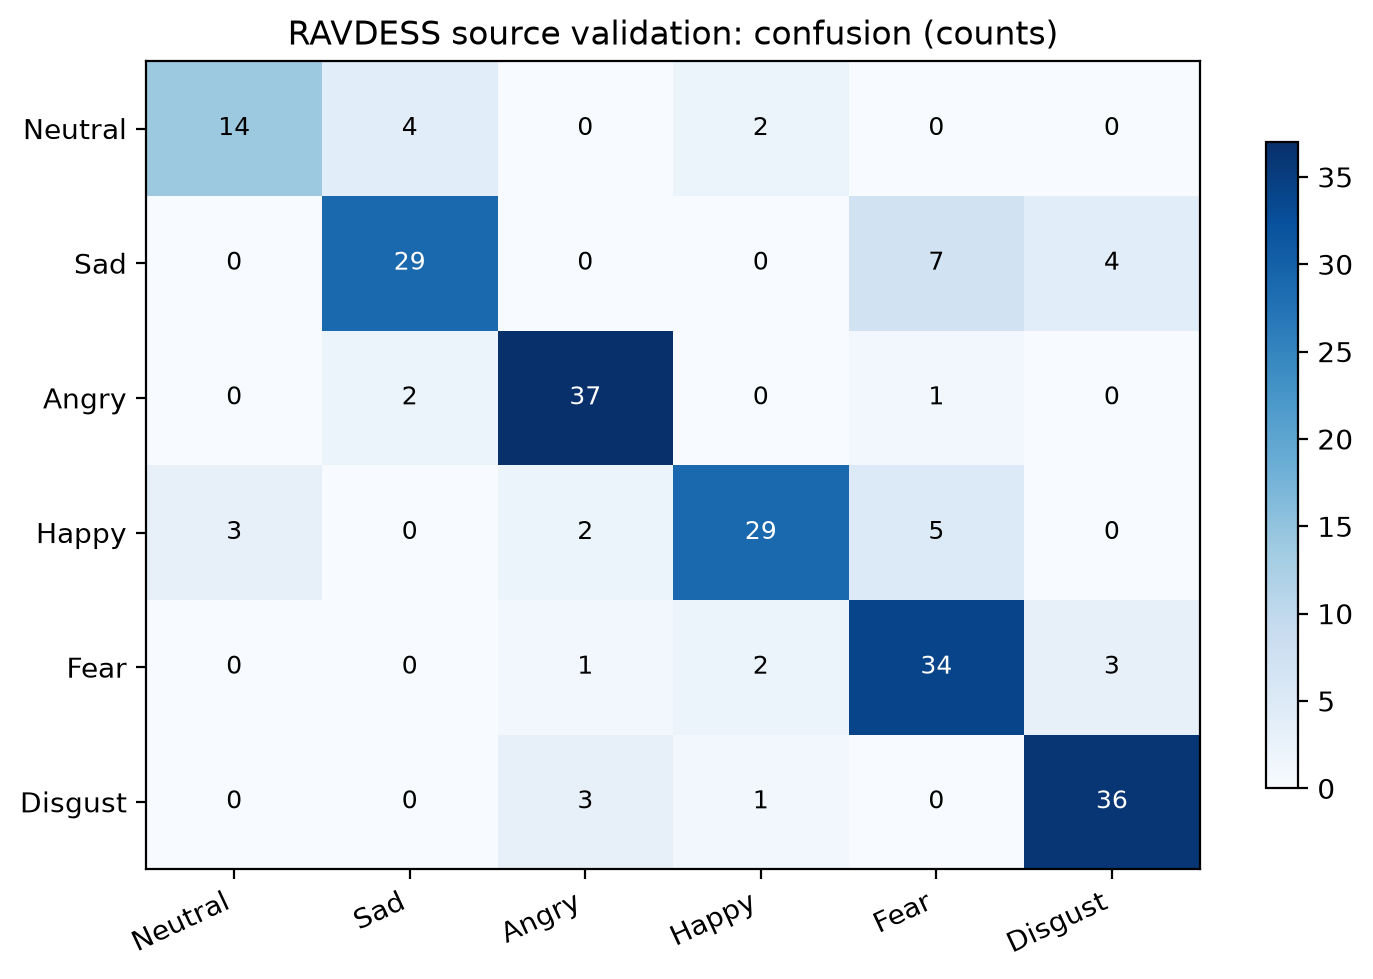 RAVDESS source validation: confusion (counts)
Neutral 14 4 0 2 0 0
Sad 0 29 0 0 7 4
Angry 0 2 37 0 1 0
Happy 3 0 2 29 5 0
Fear 0 0 1 2 34 3
Disgust 0 0 3 1 0 36
Neutral Sad Angry Happy Fear Disgust
35
30
25
20
15
10
5
0